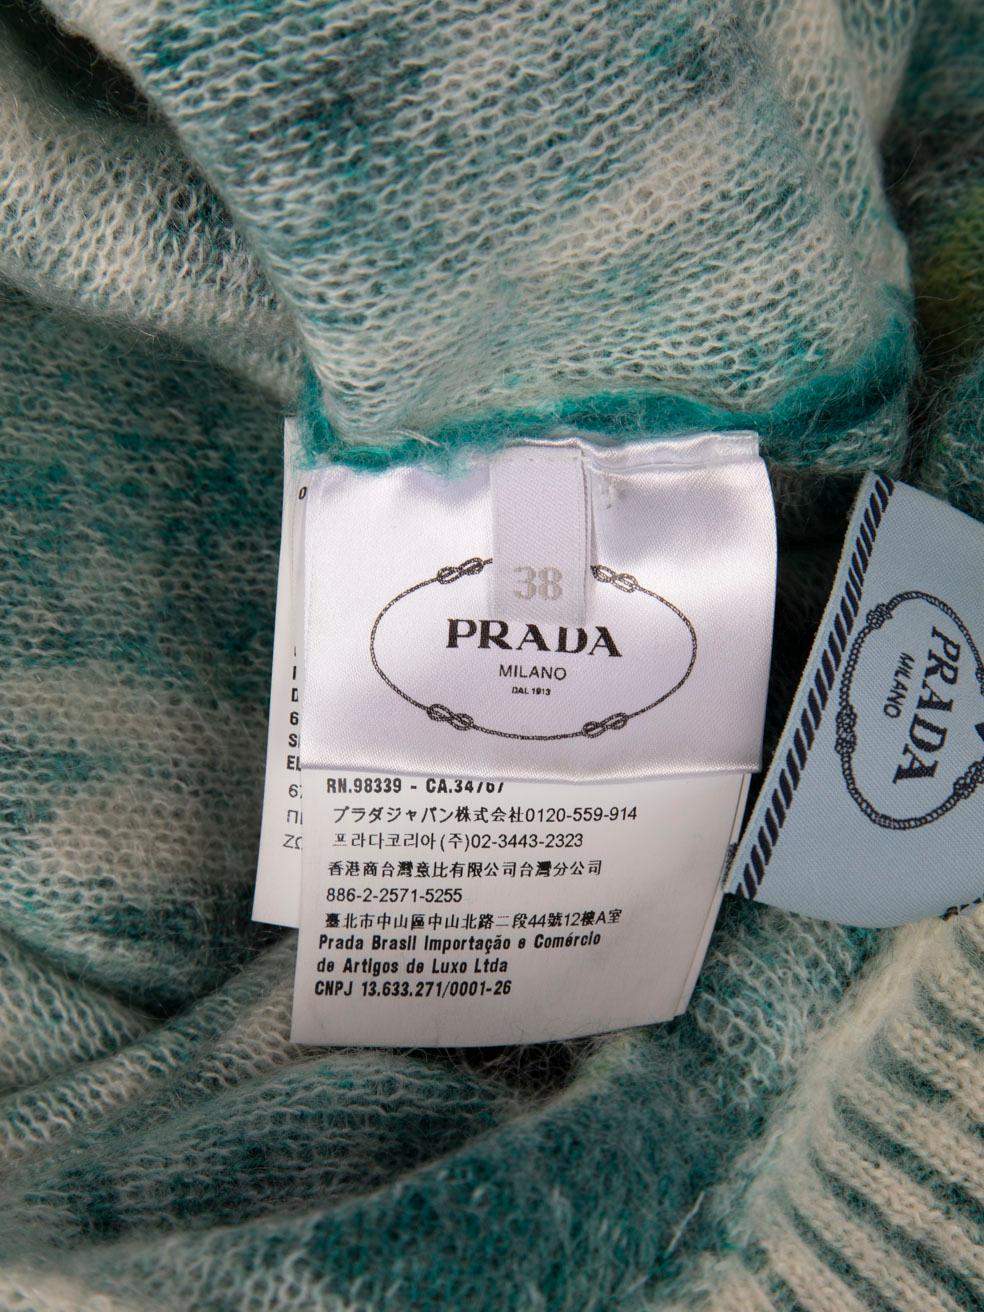 38
PRADA
MILANO
DAL 1913
RN.98339 - CA.34767
プラダジャパン株式会社0120-559-914
프라다코리아(주)02-3443-2323
香港商台灣意比有限公司台灣分公司
886-2-2571-5255
臺北市中山區中山北路二段44號12樓A室
Prada Brasil Importação e Comércio
de Artigos de Luxo Ltda
CNPJ 13.633.271/0001-26
PRADA
MILANO